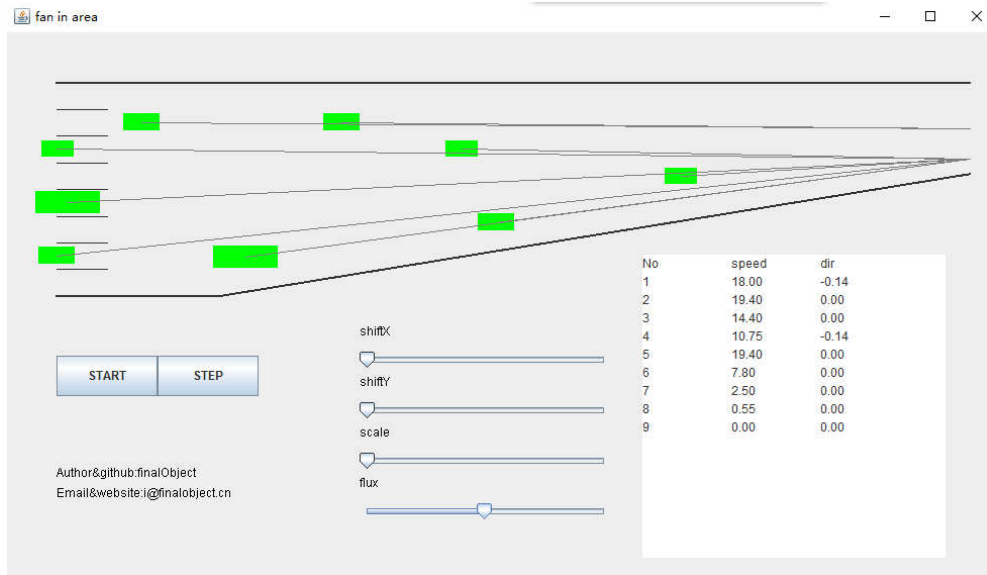 fan in area
No speed dir
1 18.00 -0.14
2 19.40 0.00
3 14.40 0.00
4 10.75 -0.14
5 19.40 0.00
6 7.80 0.00
7 2.50 0.00
8 0.55 0.00
9 0.00 0.00
shiftX
START STEP
shiftY
scale
Author&github:finalObject
flux
Email&website:i@finalobject.cn